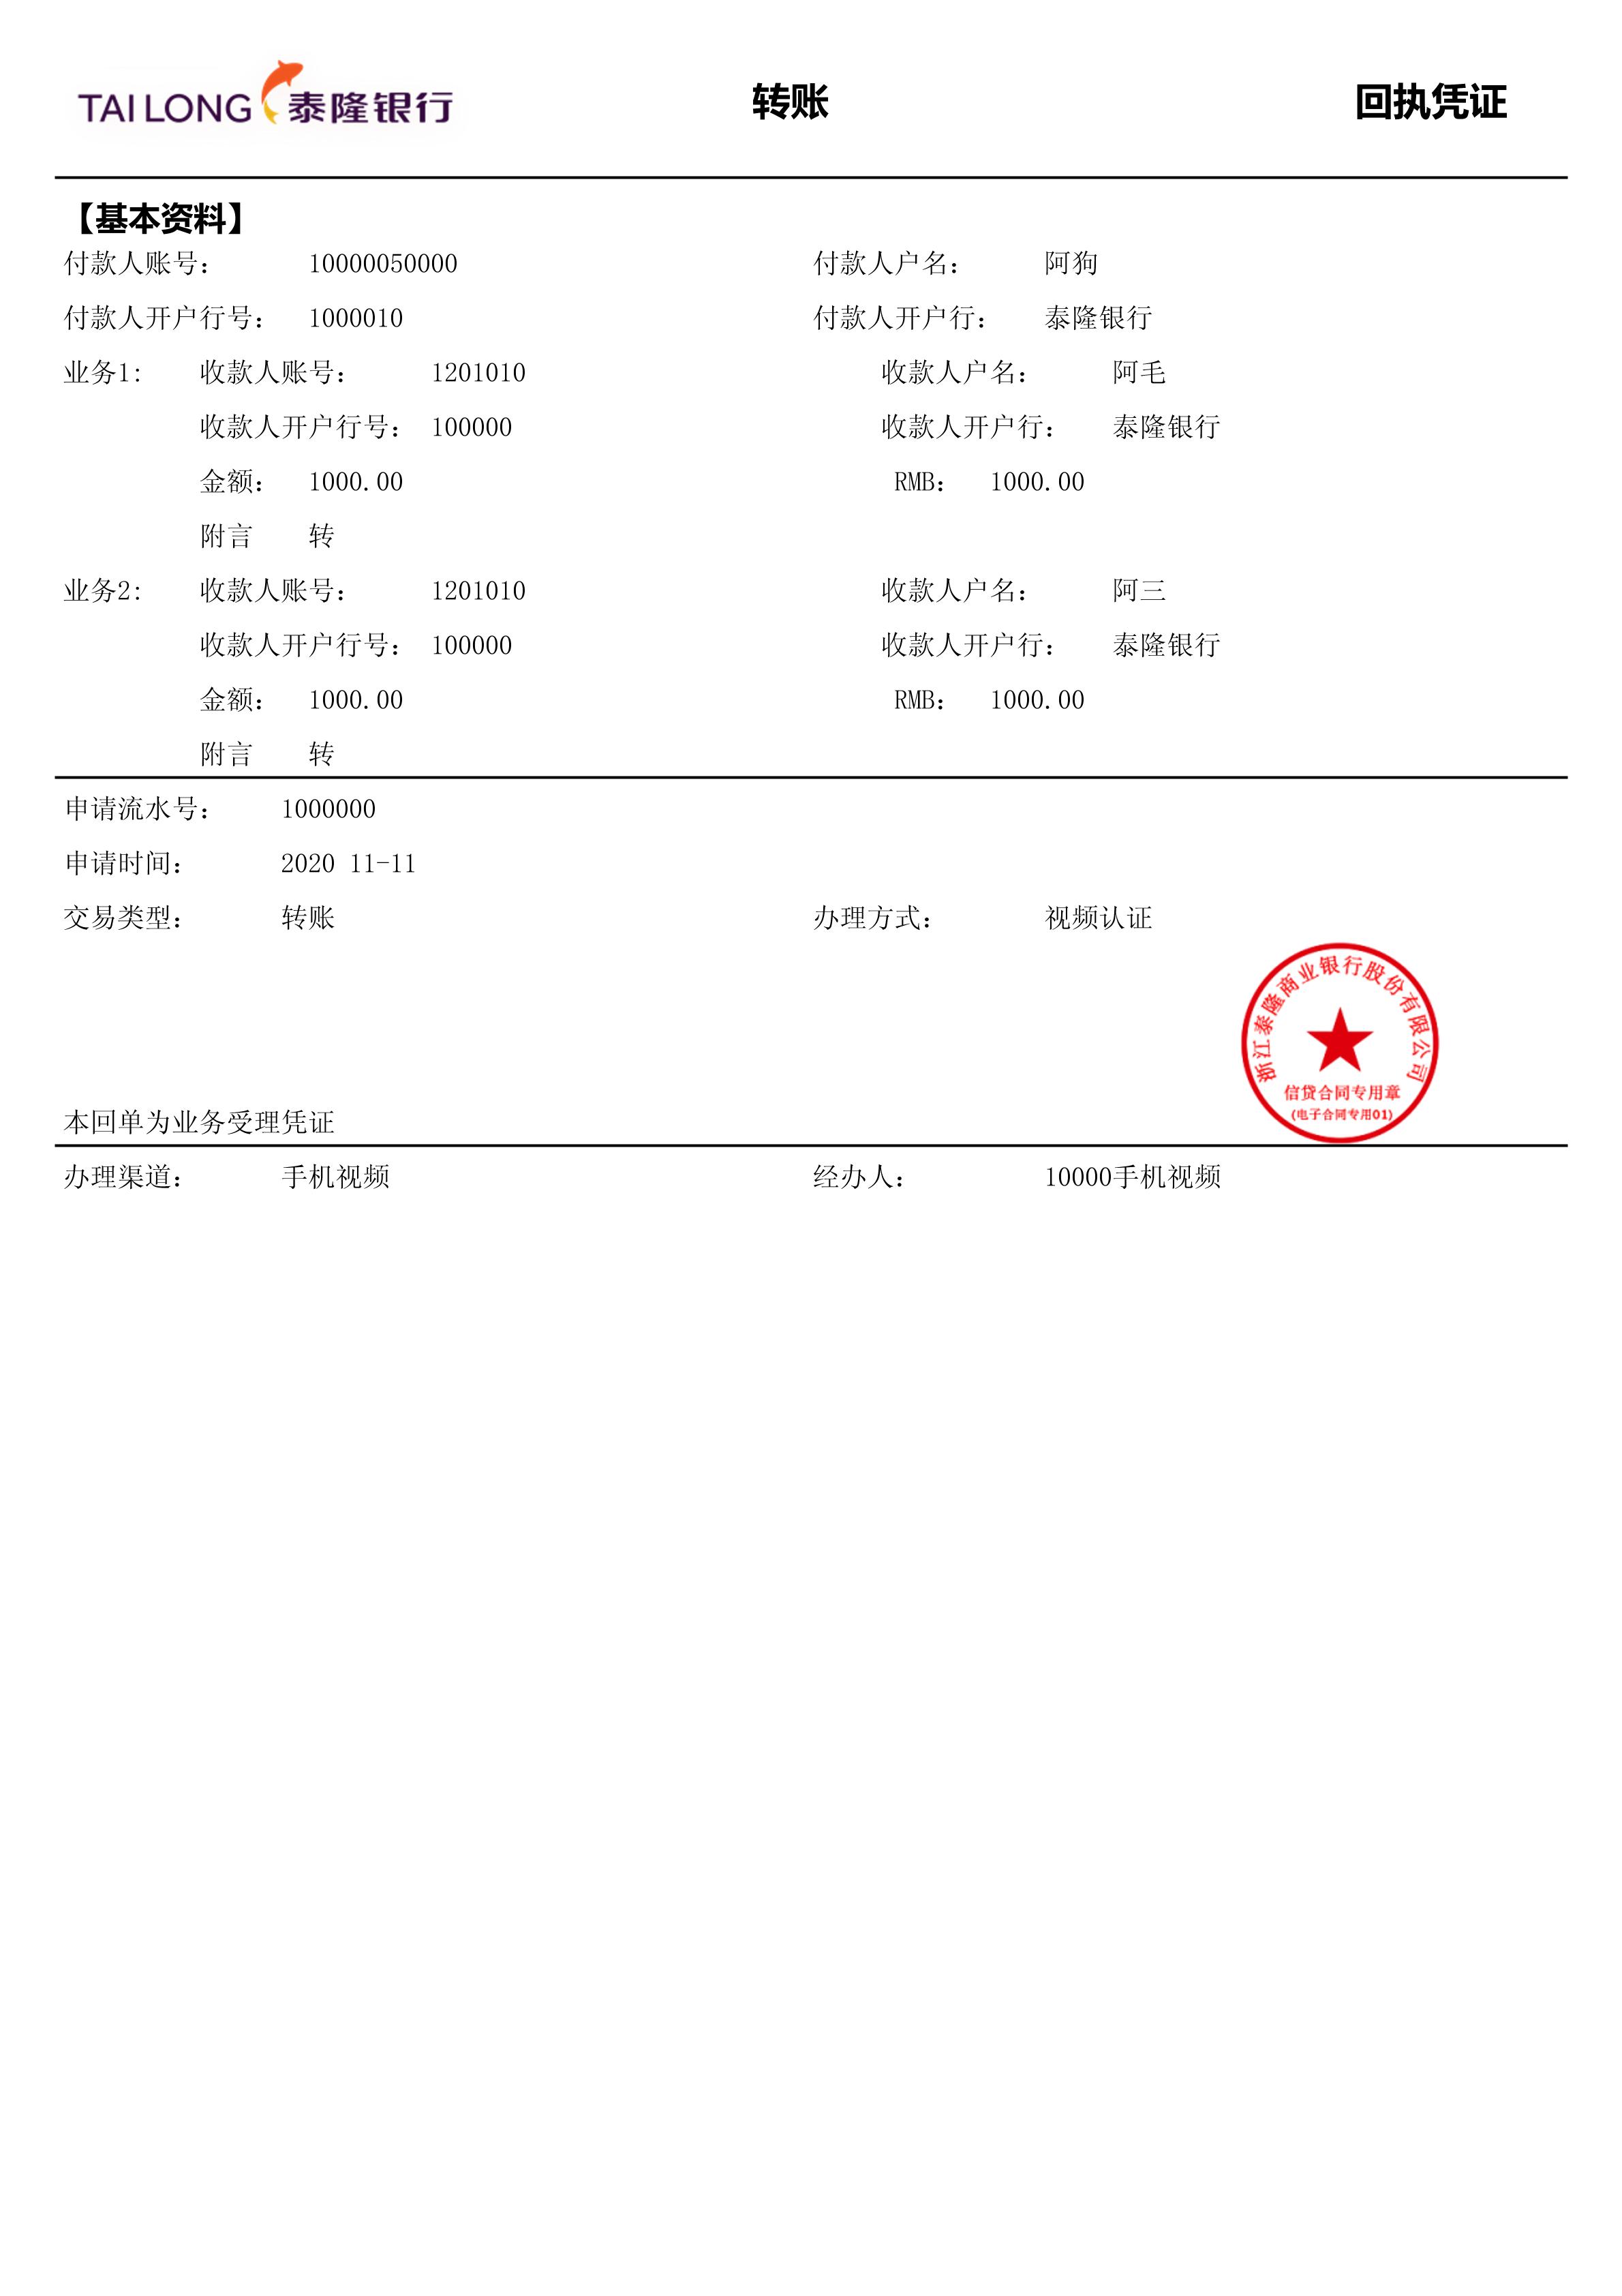 TAI LONG 泰隆银行 转账 回执凭证
【基本资料】
付款人账号： 10000050000 付款人户名： 阿狗
付款人开户行号： 1000010 付款人开户行： 泰隆银行
业务1: 收款人账号： 1201010 收款人户名： 阿毛
收款人开户行号： 100000 收款人开户行： 泰隆银行
金额： 1000.00 RMB： 1000.00
附言 转
业务2: 收款人账号： 1201010 收款人户名： 阿三
收款人开户行号： 100000 收款人开户行： 泰隆银行
金额： 1000.00 RMB： 1000.00
附言 转
申请流水号： 1000000
申请时间： 2020 11-11
交易类型： 转账 办理方式： 视频认证
浙江泰隆商业银行股份有限公司
信贷合同专用章
(电子合同专用01)
本回单为业务受理凭证
办理渠道： 手机视频 经办人： 10000手机视频